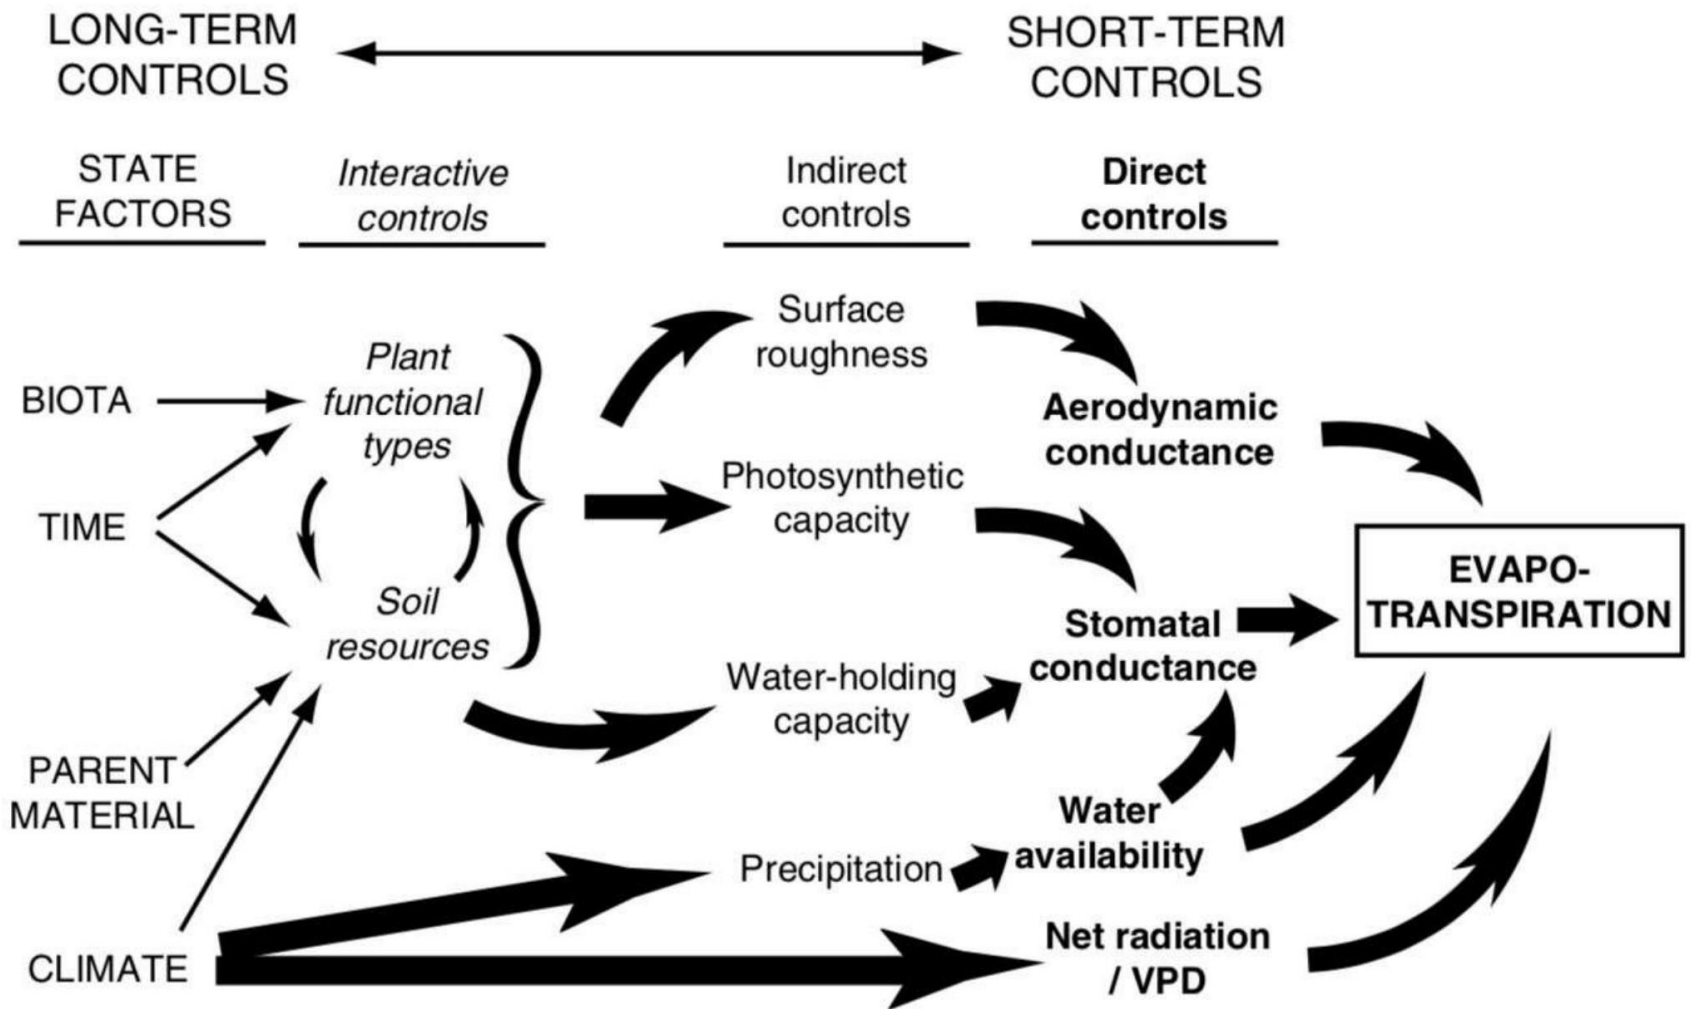 LONG-TERM
CONTROLS
SHORT-TERM
CONTROLS
STATE
FACTORS
Interactive
controls
Indirect
controls
Direct
controls
BIOTA
TIME
PARENT
MATERIAL
CLIMATE
Plant
functional
types
Soil
resources
Surface
roughness
Photosynthetic
capacity
Water-holding
capacity
Precipitation
Aerodynamic
conductance
Stomatal
conductance
Water
availability
Net radiation
/ VPD
EVAPO-
TRANSPIRATION